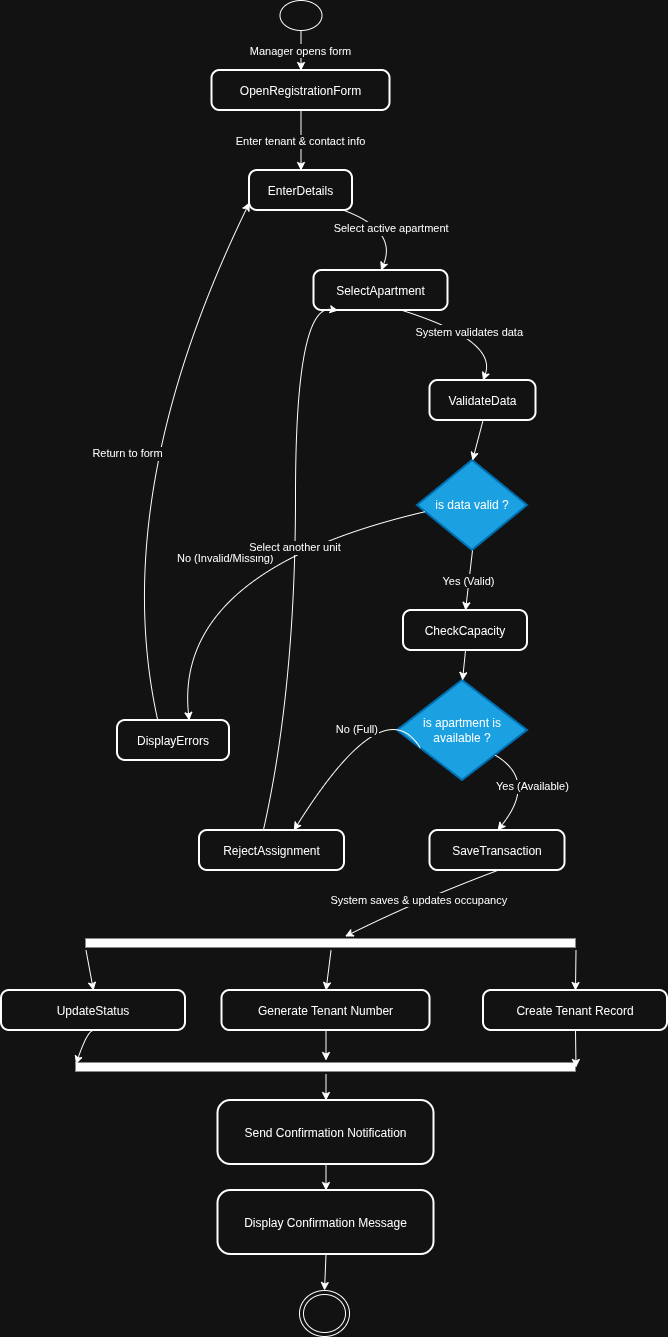 Manager opens form
OpenRegistrationForm
Enter tenant & contact info
EnterDetails
Select active apartment
SelectApartment
System validates data
ValidateData
Return to form
is data valid ?
Select another unit
No (Invalid/Missing)
Yes (Valid)
CheckCapacity
is apartment is
available ?
No (Full)
DisplayErrors
Yes (Available)
RejectAssignment
SaveTransaction
System saves & updates occupancy
UpdateStatus
Generate Tenant Number
Create Tenant Record
Send Confirmation Notification
Display Confirmation Message